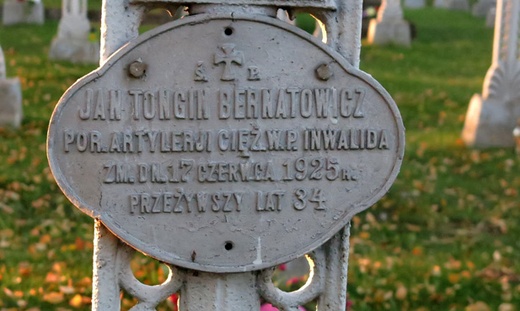 Ś. P.
JAN TONGIN BERNATOWICZ
POR. ARTYLERJI CIĘŻ. W.P. INWALIDA
ZM. DN. 17 CZERWCA 1925 R.
PRZEŻYWSZY LAT 34